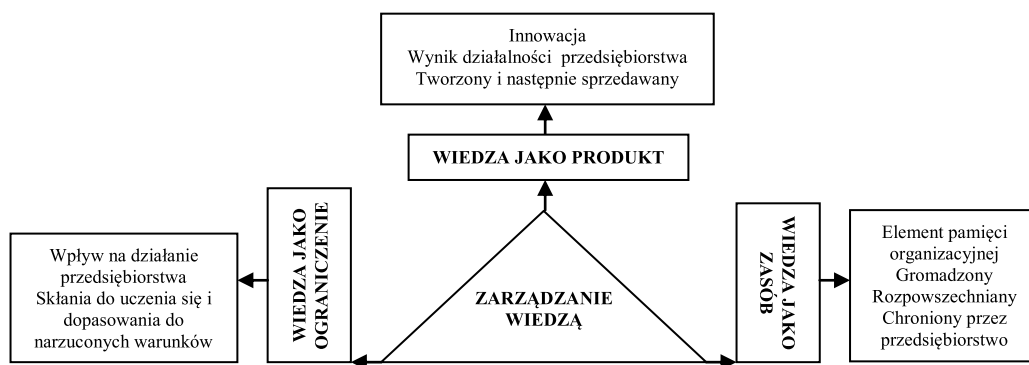 Innowacja
Wynik działalności przedsiębiorstwa
Tworzony i następnie sprzedawany
WIEDZA JAKO PRODUKT
Wpływ na działanie
przedsiębiorstwa
Skłania do uczenia się i
dopasowania do
narzuconych warunków
WIEDZA JAKO
OGRANICZENIE
ZARZĄDZANIE
WIEDZĄ
WIEDZA JAKO
ZASÓB
Element pamięci
organizacyjnej
Gromadzony
Rozpowszechniany
Chroniony przez
przedsiębiorstwo